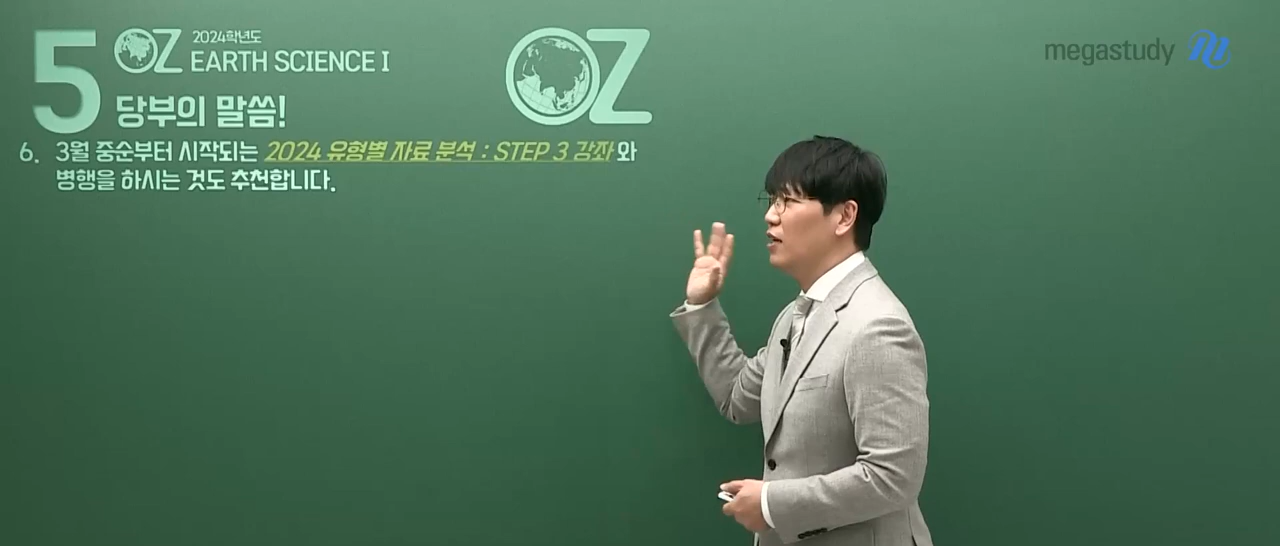 5
OZ
2024학년도
EARTH SCIENCE I
당부의 말씀!
OZ
megastudy
6. 3월 중순부터 시작되는 2024 유형별 자료 분석 : STEP 3 강좌 와
병행을 하시는 것도 추천합니다.